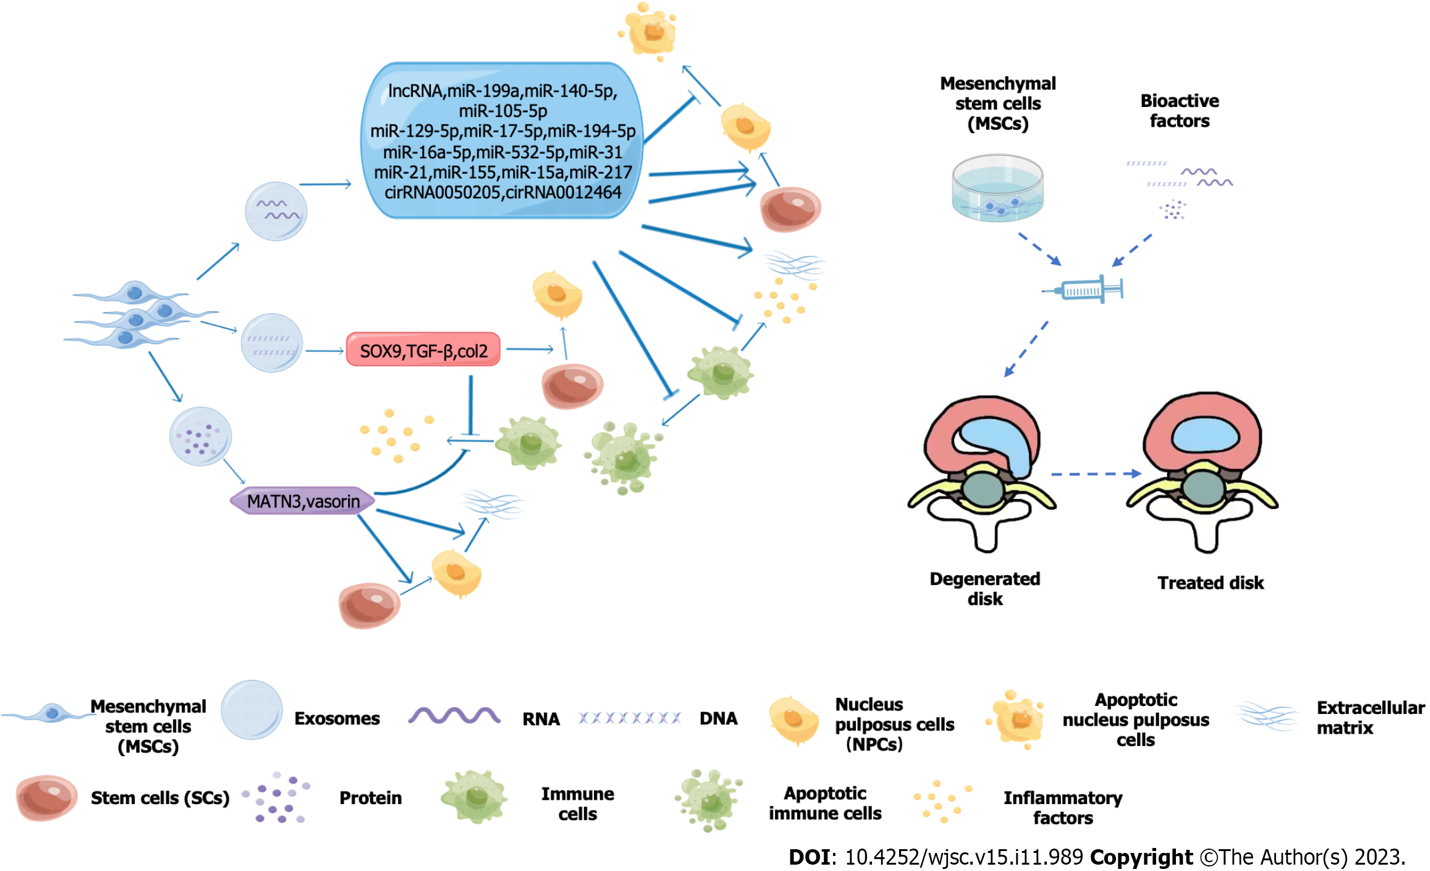 lncRNA,miR-199a,miR-140-5p,
miR-105-5p
miR-129-5p,miR-17-5p,miR-194-5p
miR-16a-5p,miR-532-5p,miR-31
miR-21,miR-155,miR-15a,miR-217
cirRNA0050205,cirRNA0012464
SOX9,TGF-β,col2
MATN3,vasorin
Mesenchymal
stem cells
(MSCs)
Bioactive
factors
Degenerated
disk
Treated disk
Mesenchymal
stem cells
(MSCs)
Exosomes
RNA
DNA
Nucleus
pulposus cells
(NPCs)
Apoptotic
nucleus pulposus
cells
Extracellular
matrix
Stem cells (SCs)
Protein
Immune
cells
Apoptotic
immune cells
Inflammatory
factors
DOI: 10.4252/wjsc.v15.i11.989 Copyright ©The Author(s) 2023.